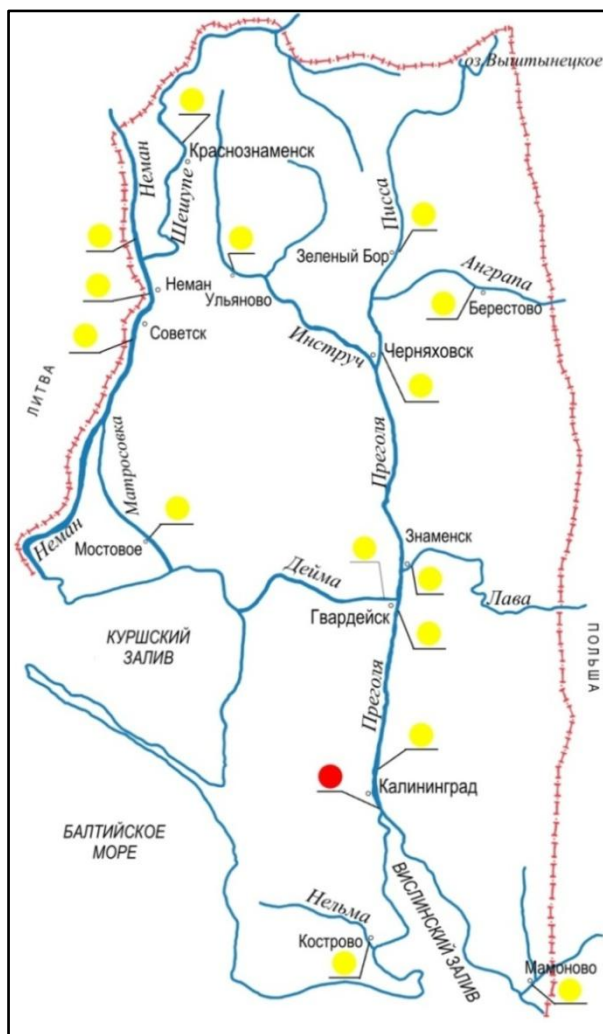 оз. Выштынецкое
Краснознаменск
Неман
Шешупе
Писса
Зеленый Бор
Анграпа
Неман
Ульяново
Берестово
Советск
Инструч
Черняховск
ЛИТВА
Матросовка
Преголя
Неман
Мостовое
Знаменск
Дейма
Лава
Гвардейск
КУРШСКИЙ
ЗАЛИВ
ПОЛЬША
Преголя
Калининград
БАЛТИЙСКОЕ
МОРЕ
ВИСЛИНСКИЙ ЗАЛИВ
Нельма
Кострово
Мамоново